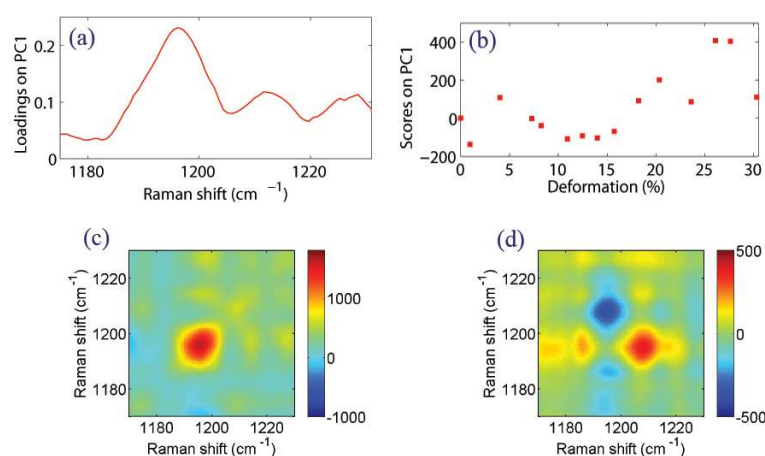 (a)
Loadings on PC1
0.2
0.1
0
1180 1200 1220
Raman shift (cm ⁻¹)
(b)
Scores on PC1
400
200
0
−200
0 5 10 15 20 25 30
Deformation (%)
(c)
Raman shift (cm⁻¹)
1220
1200
1180
1180 1200 1220
Raman shift (cm⁻¹)
1000
0
-1000
(d)
Raman shift (cm⁻¹)
1220
1200
1180
1180 1200 1220
Raman shift (cm⁻¹)
500
0
-500